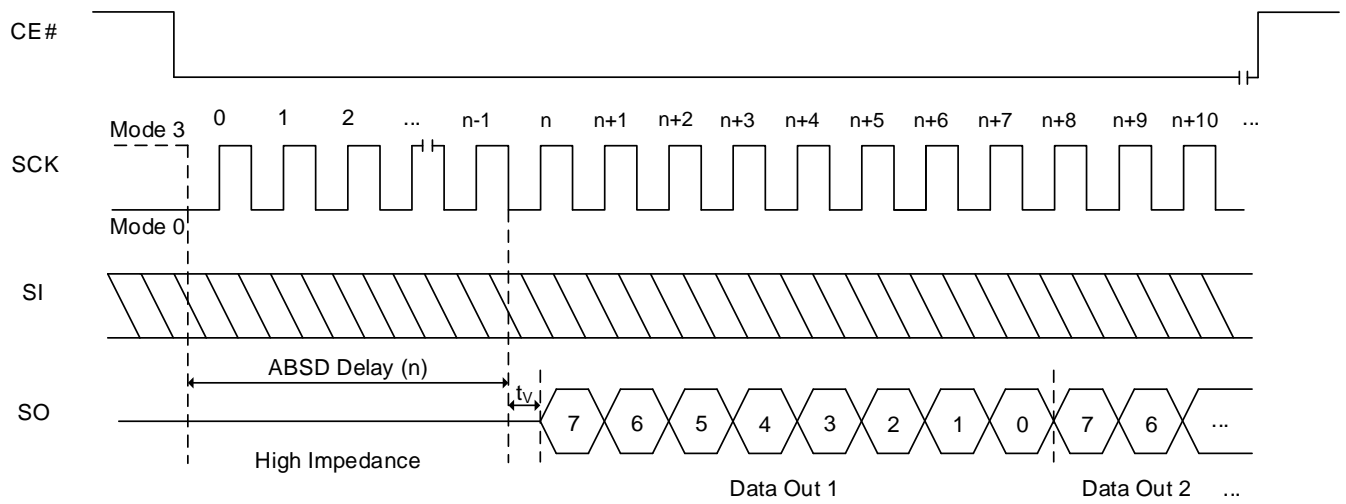 CE#
0 1 2 ... n-1 n n+1 n+2 n+3 n+4 n+5 n+6 n+7 n+8 n+9 n+10 ...
Mode 3
SCK
Mode 0
SI
ABSD Delay (n)
tV
SO
7 6 5 4 3 2 1 0 7 6 ...
High Impedance
Data Out 1 Data Out 2 ...